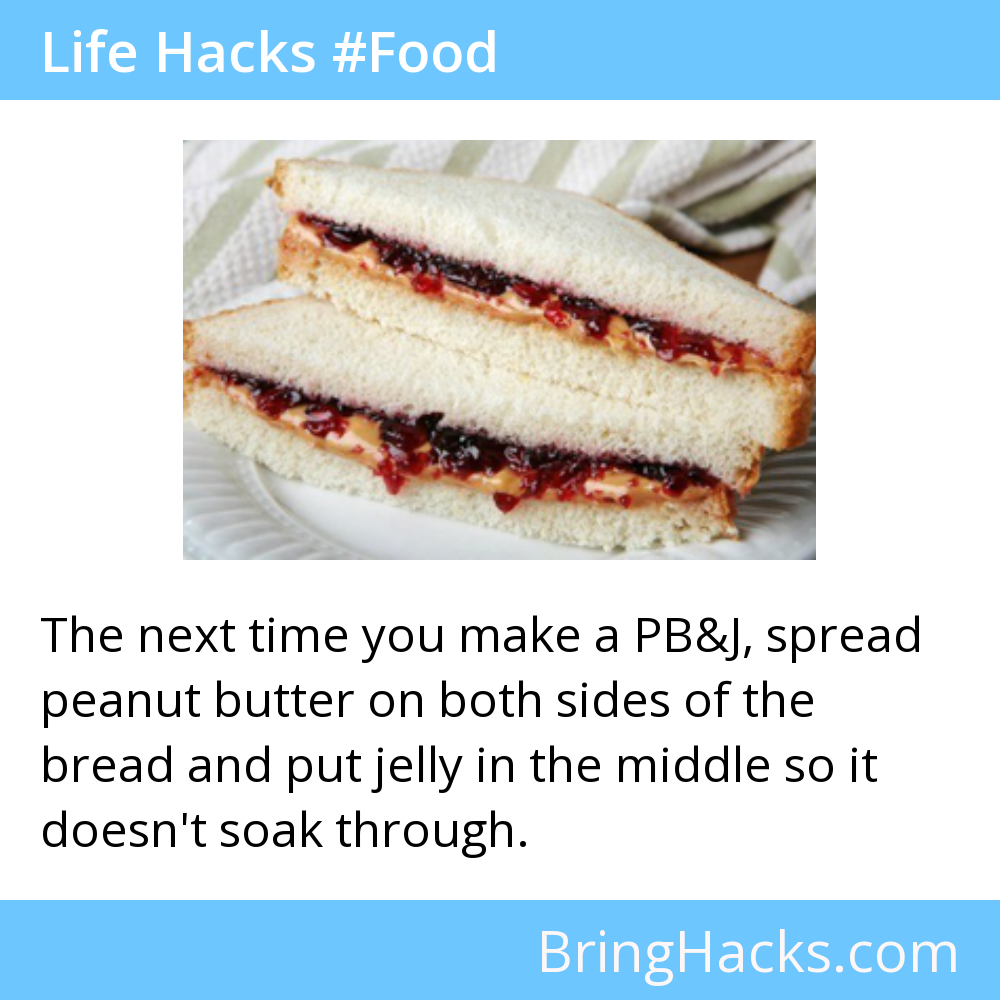 Life Hacks #Food
The next time you make a PB&J, spread
peanut butter on both sides of the
bread and put jelly in the middle so it
doesn't soak through.
BringHacks.com